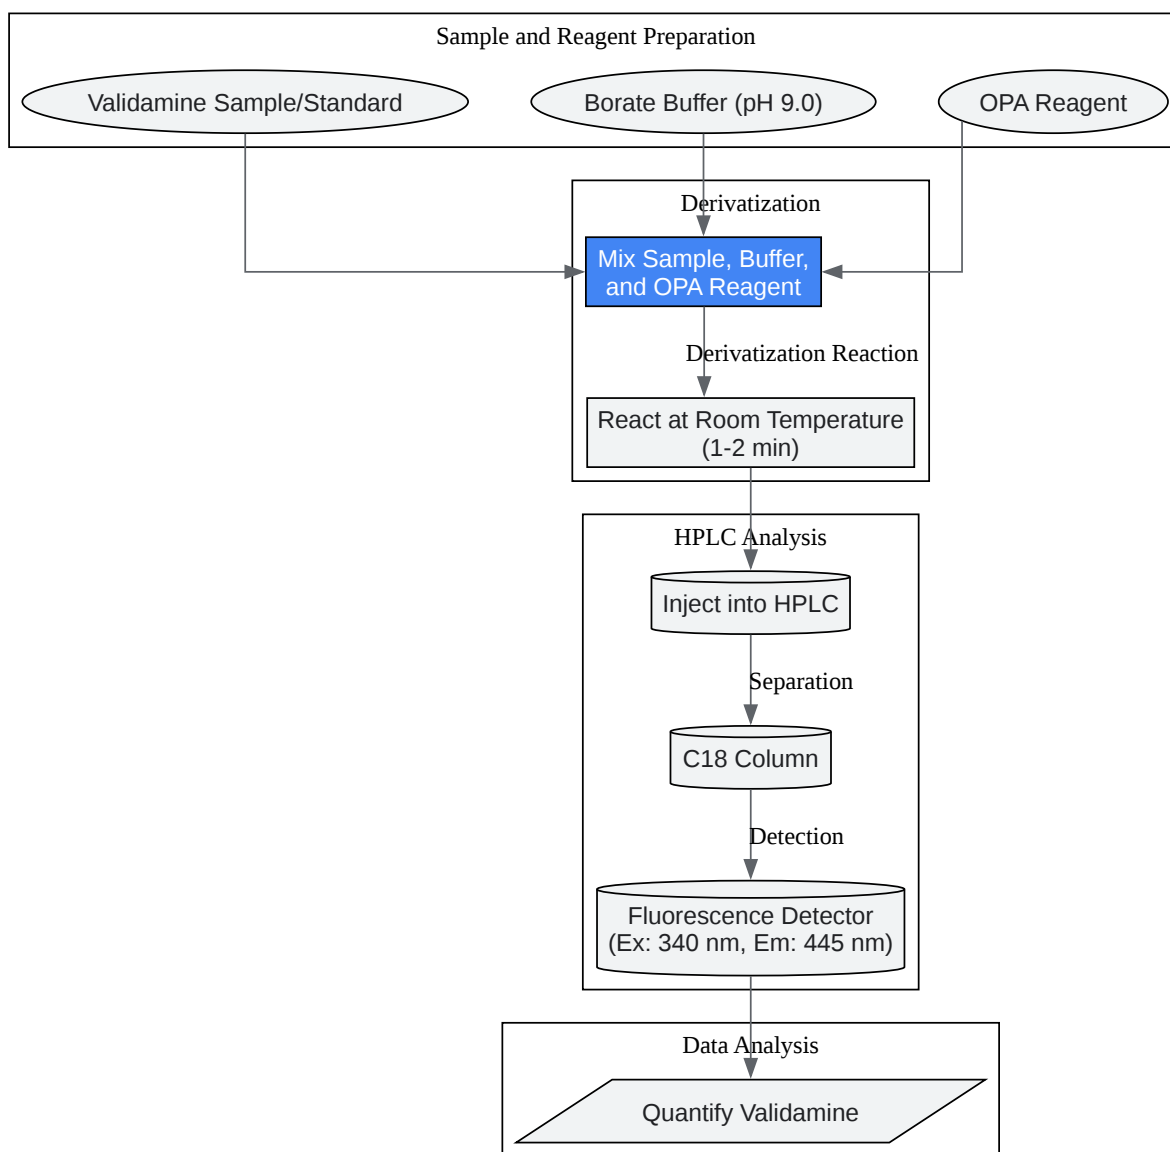 Sample and Reagent Preparation
Validamine Sample/Standard
Borate Buffer (pH 9.0)
OPA Reagent
Derivatization
Mix Sample, Buffer,
and OPA Reagent
Derivatization Reaction
React at Room Temperature
(1-2 min)
HPLC Analysis
Inject into HPLC
Separation
C18 Column
Detection
Fluorescence Detector
(Ex: 340 nm, Em: 445 nm)
Data Analysis
Quantify Validamine